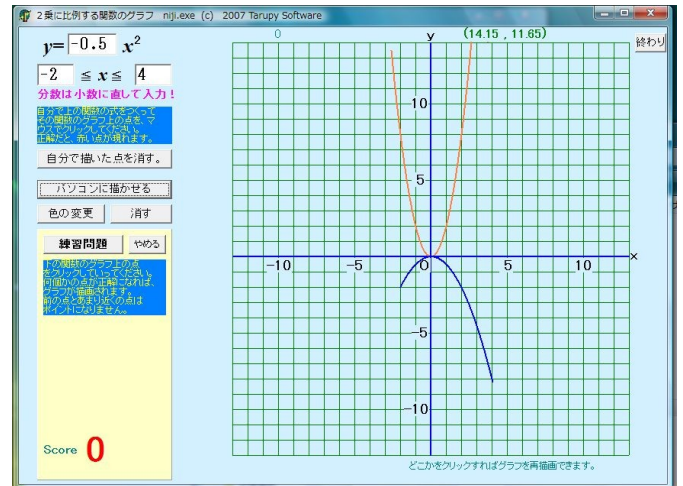 2乗に比例する関数のグラフ niji.exe (c) 2007 Tarupy Software
y= -0.5 x²
-2 ≦ x ≦ 4
分数は小数に直して入力!
自分で上の関数の式をつくって
その関数のグラフ上の点を、マ
ウスでクリックしてください。
正解だと、赤い点が現れます。
自分で描いた点を消す。
パソコンに描かせる
色の変更 消す
練習問題 やめる
下の関数のグラフ上の点
をクリックしていってください。
何個かの点が正解になれば、
グラフが描画されます。
前の点とあまり近くの点は
ポイントになりません。
Score 0
0 y (14.15 , 11.65)
終わり
10
5
-10 -5 0 5 10 x
-5
-10
どこかをクリックすればグラフを再描画できます。